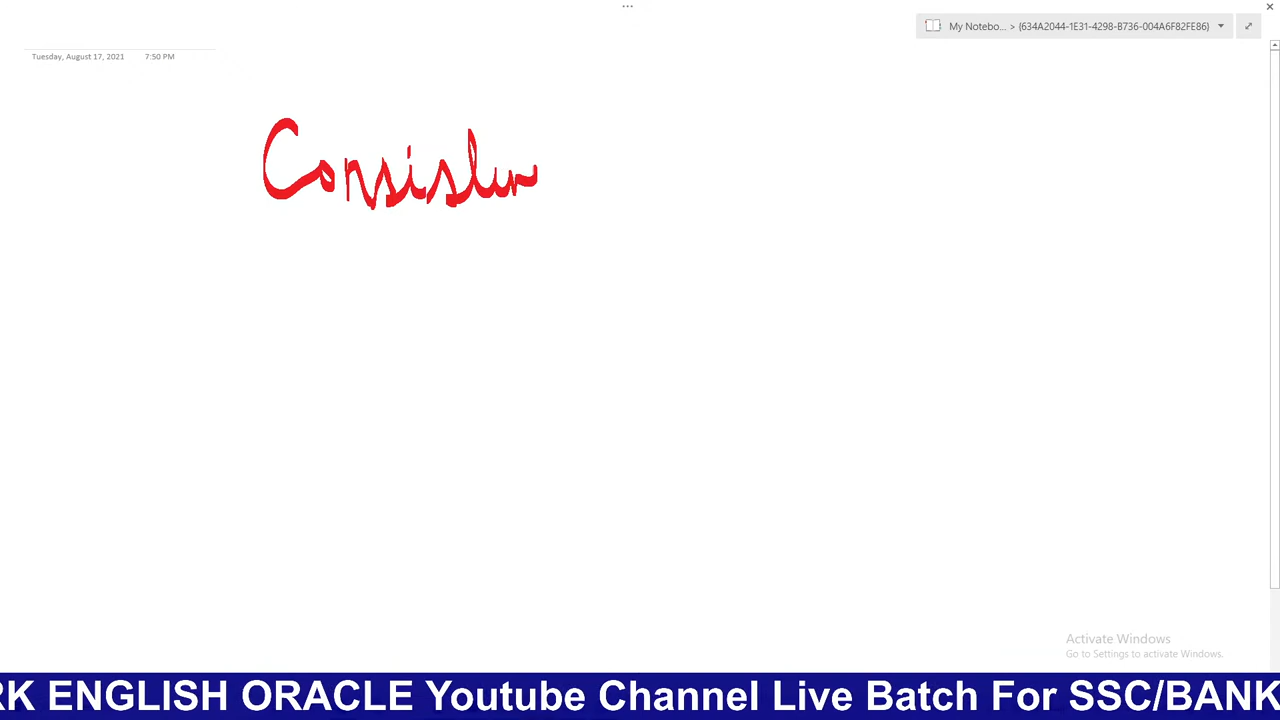 My Notebo... > {634A2044-1E31-4298-B736-004A6F82FE86}
Tuesday, August 17, 2021 7:50 PM
Consisten
Activate Windows
Go to Settings to activate Windows.
RK ENGLISH ORACLE Youtube Channel Live Batch For SSC/BANK